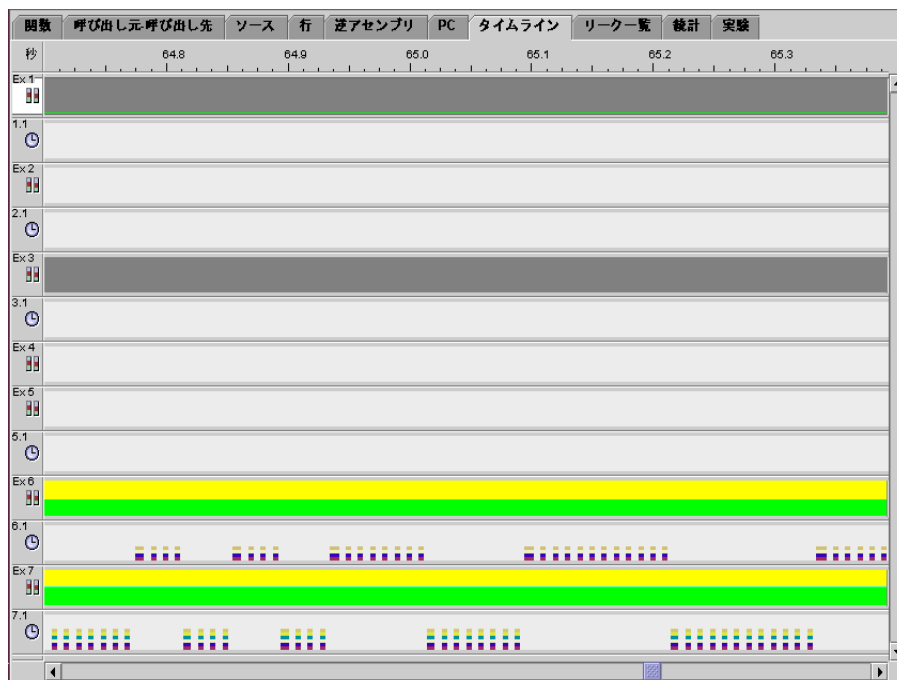 関数 呼び出し元-呼び出し先 ソース 行 逆アセンブリ PC タイムライン リーク一覧 統計 実験
秒 64.8 64.9 65.0 65.1 65.2 65.3
Ex 1
1.1
Ex 2
2.1
Ex 3
3.1
Ex 4
Ex 5
5.1
Ex 6
6.1
Ex 7
7.1